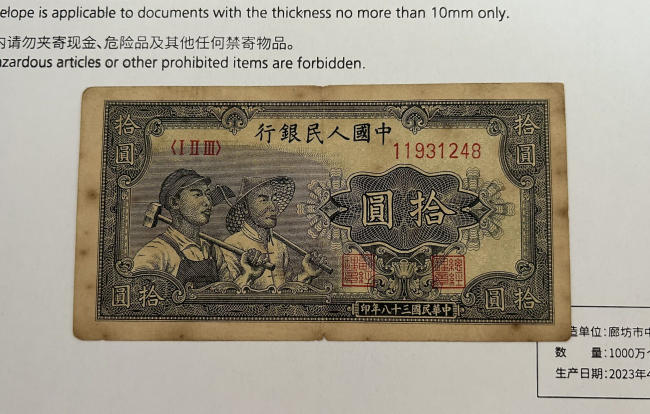 elope is applicable to documents with the thickness no more than 10mm only.
内请勿夹寄现金、危险品及其他任何禁寄物品。
azardous articles or other prohibited items are forbidden.
拾圓
拾圓
行銀民人國中
〈I II III〉
11931248
圓拾
圓拾
圓拾
印年八十三國民華中
造单位:廊坊市中
数 量:1000万个
生产日期:2023年4